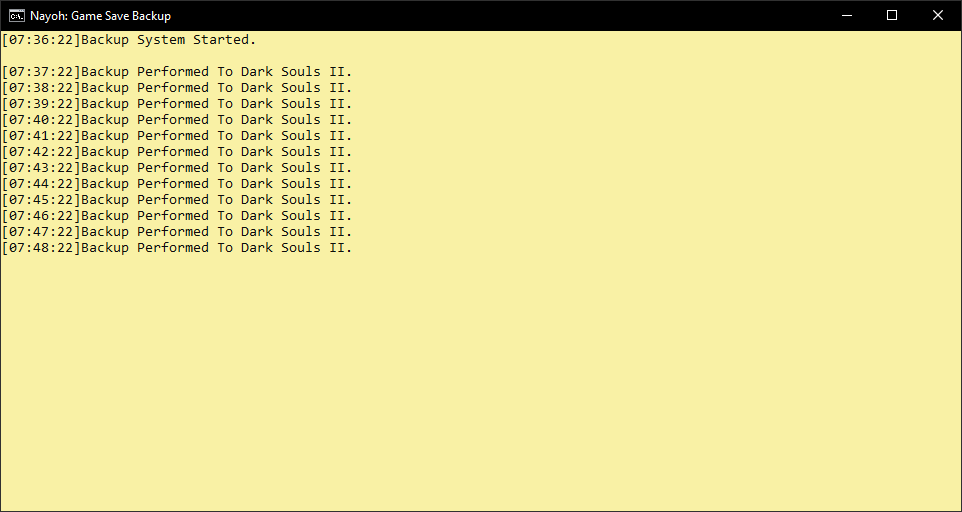 Nayoh: Game Save Backup
[07:36:22]Backup System Started.
[07:37:22]Backup Performed To Dark Souls II.
[07:38:22]Backup Performed To Dark Souls II.
[07:39:22]Backup Performed To Dark Souls II.
[07:40:22]Backup Performed To Dark Souls II.
[07:41:22]Backup Performed To Dark Souls II.
[07:42:22]Backup Performed To Dark Souls II.
[07:43:22]Backup Performed To Dark Souls II.
[07:44:22]Backup Performed To Dark Souls II.
[07:45:22]Backup Performed To Dark Souls II.
[07:46:22]Backup Performed To Dark Souls II.
[07:47:22]Backup Performed To Dark Souls II.
[07:48:22]Backup Performed To Dark Souls II.